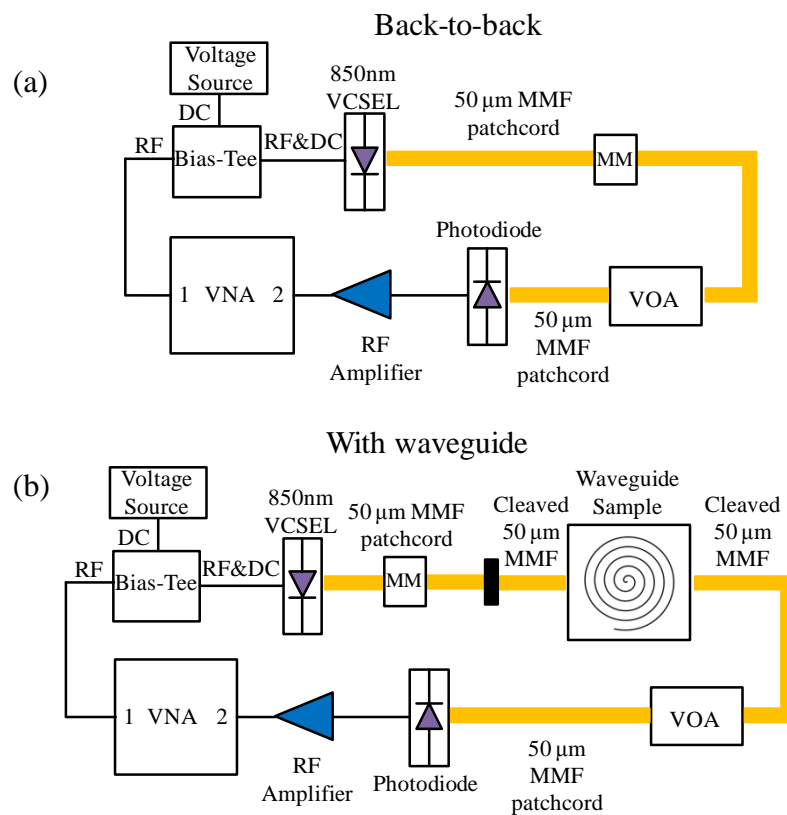 Back-to-back
(a)
Voltage
Source
DC
RF
Bias-Tee
RF&DC
850nm
VCSEL
50 μm MMF
patchcord
MM
Photodiode
1 VNA 2
RF
Amplifier
50 μm
MMF
patchcord
VOA
With waveguide
(b)
Voltage
Source
DC
RF
Bias-Tee
RF&DC
850nm
VCSEL
50 μm MMF
patchcord
MM
Cleaved
50 μm
MMF
Waveguide
Sample
Cleaved
50 μm
MMF
1 VNA 2
RF
Amplifier
Photodiode
50 μm
MMF
patchcord
VOA